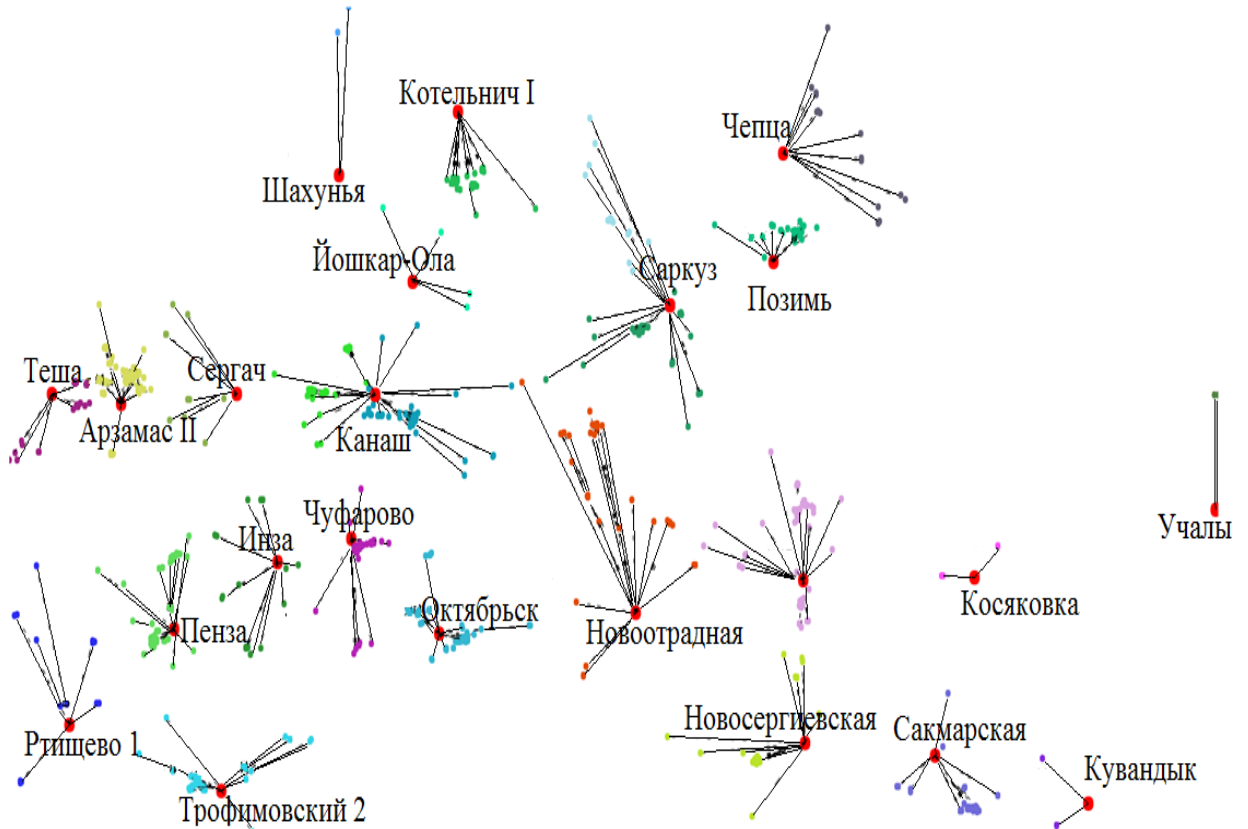 Котельнич I
Чепца
Шахунья
Йошкар-Ола
Саркуз
Позимь
Теша
Сергач
Арзамас II
Канаш
Чуфарово
Учалы
Инза
Косяковка
Октябрьск
Пенза
Новоотрадная
Новосергиевская
Сакмарская
Ртищево 1
Кувандык
Трофимовский 2